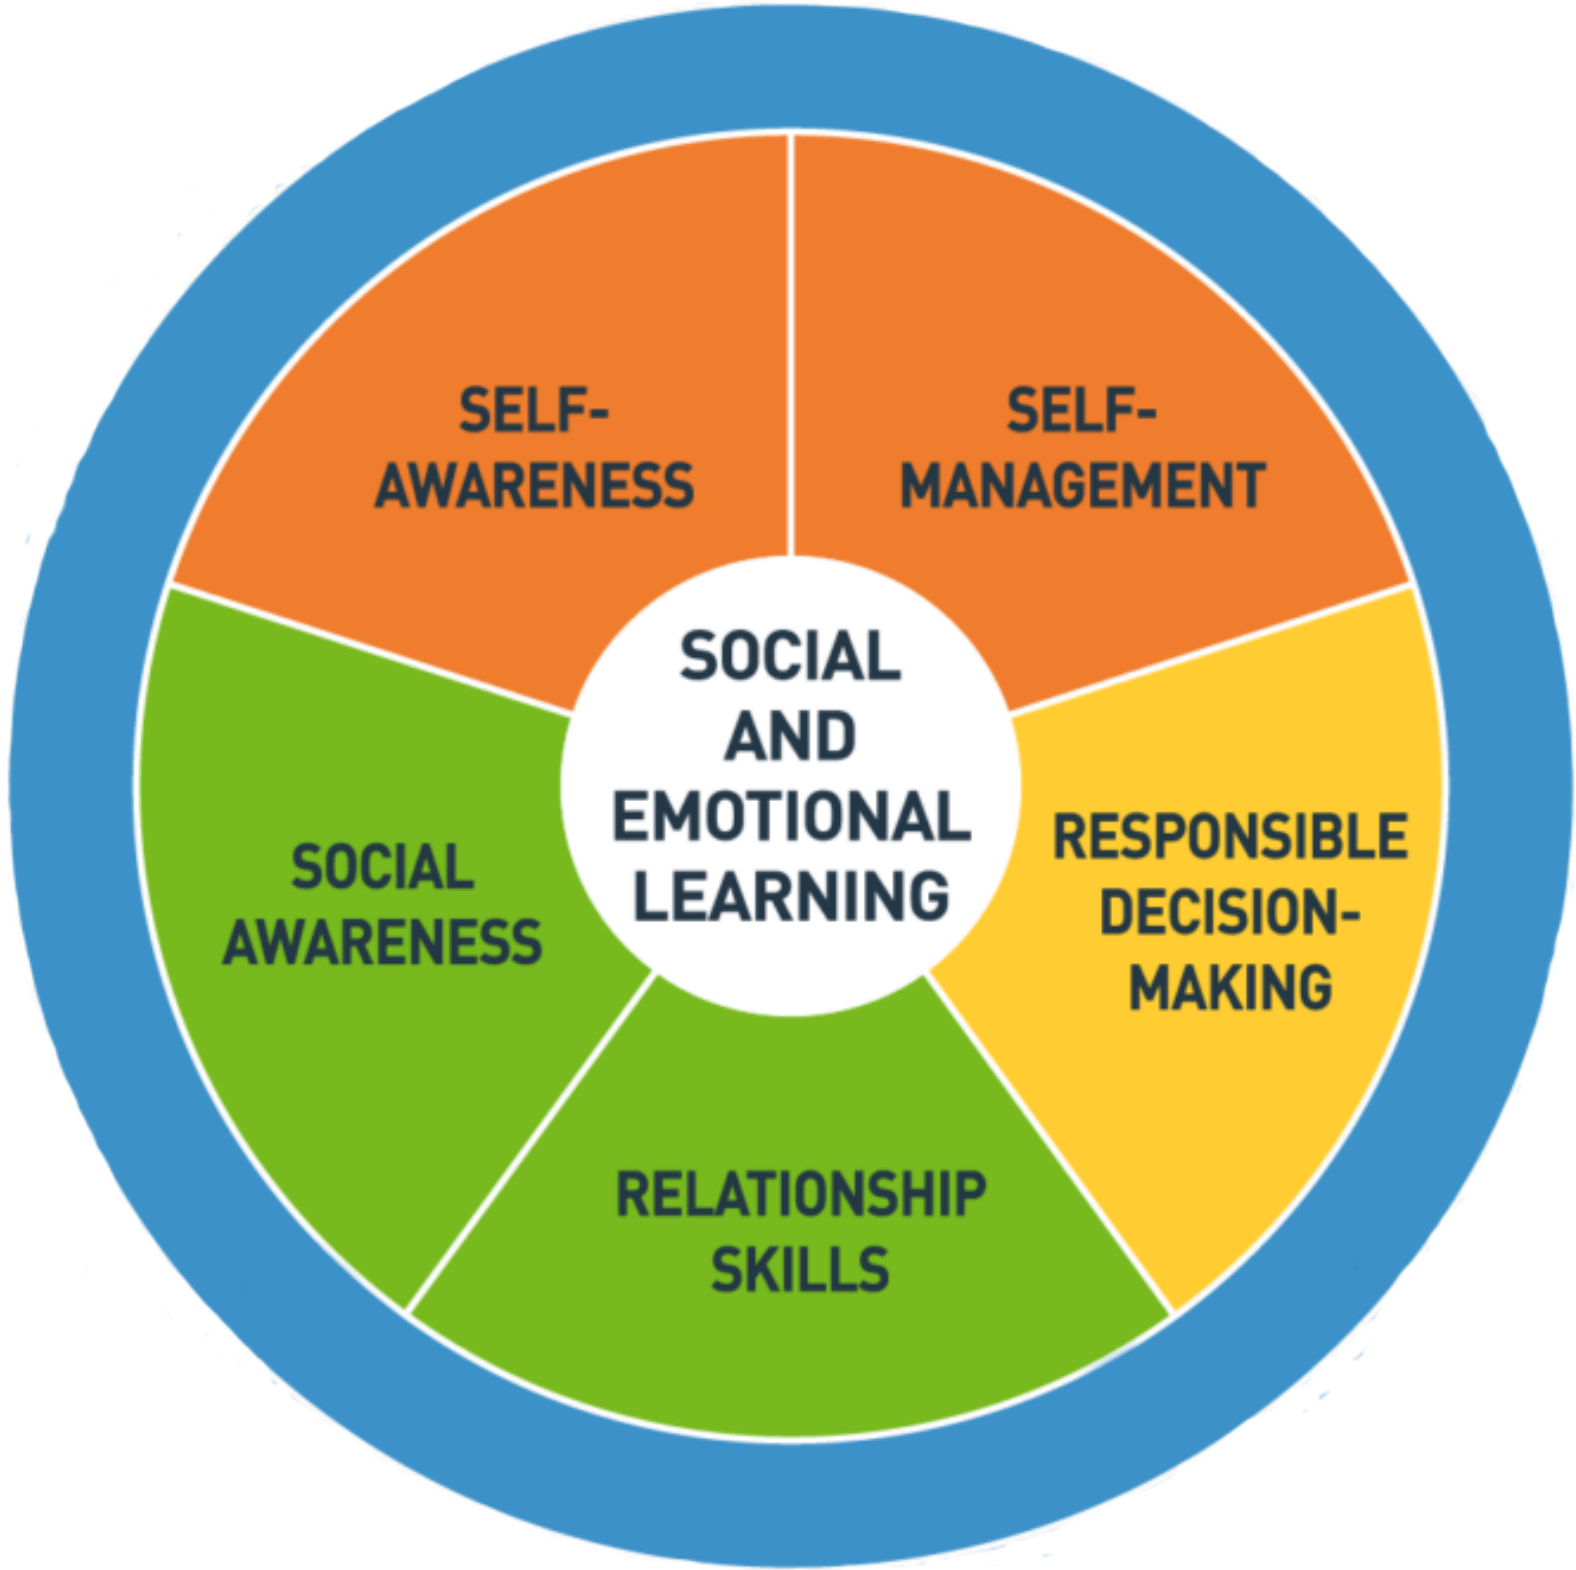 SELF-
AWARENESS
SELF-
MANAGEMENT
SOCIAL
AND
EMOTIONAL
LEARNING
SOCIAL
AWARENESS
RESPONSIBLE
DECISION-
MAKING
RELATIONSHIP
SKILLS